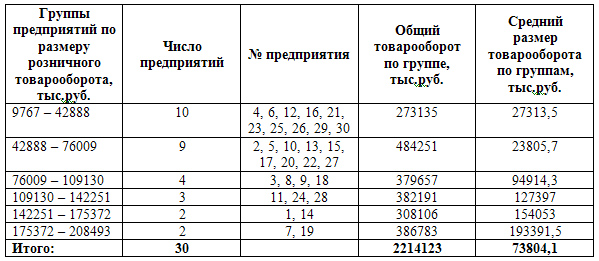 Группы предприятий по размеру розничного товарооборота, тыс.руб. | Число предприятий | № предприятия | Общий товарооборот по группе, тыс.руб. | Средний размер товарооборота по группам, тыс.руб.
9767 – 42888 | 10 | 4, 6, 12, 16, 21, 23, 25, 26, 29, 30 | 273135 | 27313,5
42888 – 76009 | 9 | 2, 5, 10, 13, 15, 17, 20, 22, 27 | 484251 | 23805,7
76009 – 109130 | 4 | 3, 8, 9, 18 | 379657 | 94914,3
109130 – 142251 | 3 | 11, 24, 28 | 382191 | 127397
142251 – 175372 | 2 | 1, 14 | 308106 | 154053
175372 – 208493 | 2 | 7, 19 | 386783 | 193391,5
Итого: | 30 | | 2214123 | 73804,1